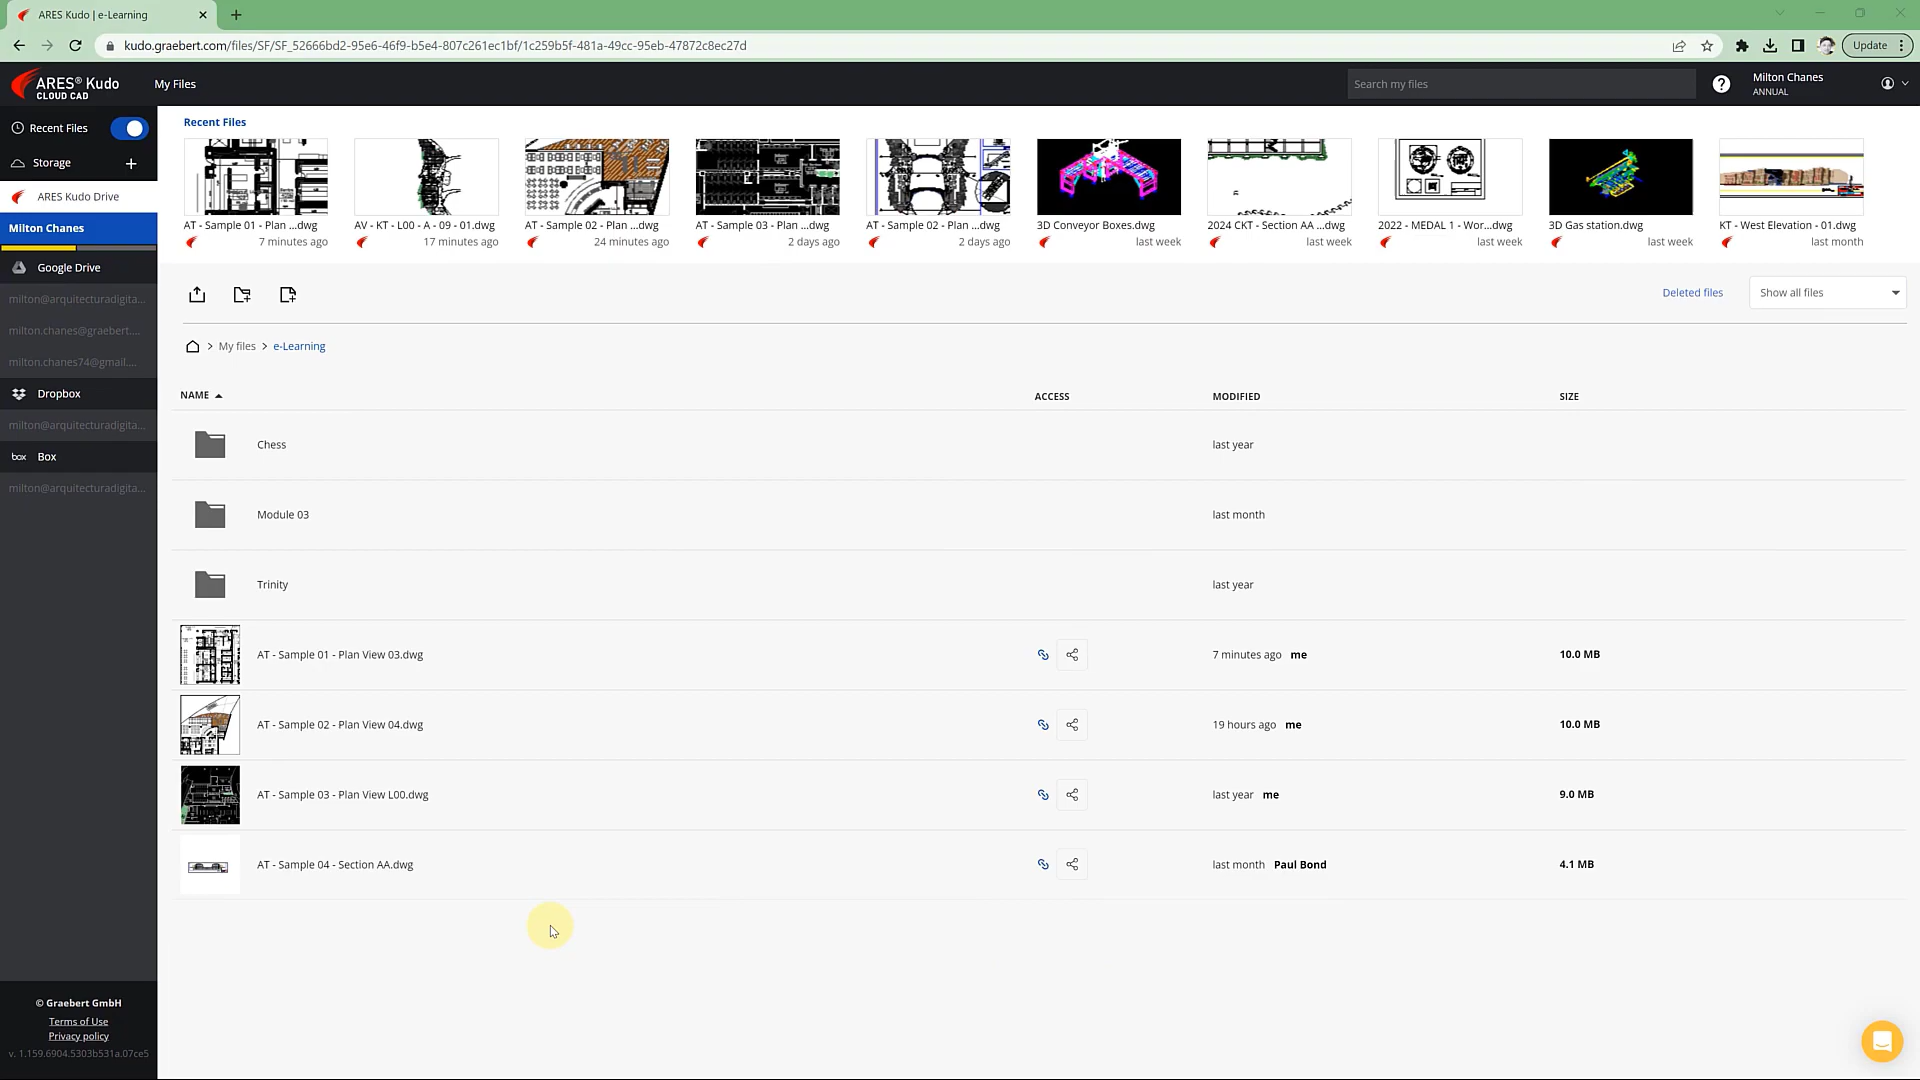 ARES Kudo | e-Learning
kudo.graebert.com/files/SF/SF_52666bd2-95e6-46f9-b5e4-807c261ec1bf/1c259b5f-481a-49cc-95eb-47872c8ec27d
Update
ARES® Kudo
CLOUD CAD
My Files
Search my files
Milton Chanes
ANNUAL
Recent Files
Storage
ARES Kudo Drive
Milton Chanes
Google Drive
milton@arquitecturadigita...
milton.chanes@graebert....
milton.chanes74@gmail....
Dropbox
milton@arquitecturadigita...
box Box
milton@arquitecturadigita...
© Graebert GmbH
Terms of Use
Privacy policy
v. 1.159.6904.5303b531a.07ce5
Recent Files
AT - Sample 01 - Plan ...dwg
7 minutes ago
AV - KT - L00 - A - 09 - 01.dwg
17 minutes ago
AT - Sample 02 - Plan ...dwg
24 minutes ago
AT - Sample 03 - Plan ...dwg
2 days ago
AT - Sample 02 - Plan ...dwg
2 days ago
3D Conveyor Boxes.dwg
last week
2024 CKT - Section AA ...dwg
last week
2022 - MEDAL 1 - Wor...dwg
last week
3D Gas station.dwg
last week
KT - West Elevation - 01.dwg
last month
Deleted files
Show all files
My files > e-Learning
NAME ACCESS MODIFIED SIZE
Chess last year
Module 03 last month
Trinity last year
AT - Sample 01 - Plan View 03.dwg 7 minutes ago me 10.0 MB
AT - Sample 02 - Plan View 04.dwg 19 hours ago me 10.0 MB
AT - Sample 03 - Plan View L00.dwg last year me 9.0 MB
AT - Sample 04 - Section AA.dwg last month Paul Bond 4.1 MB